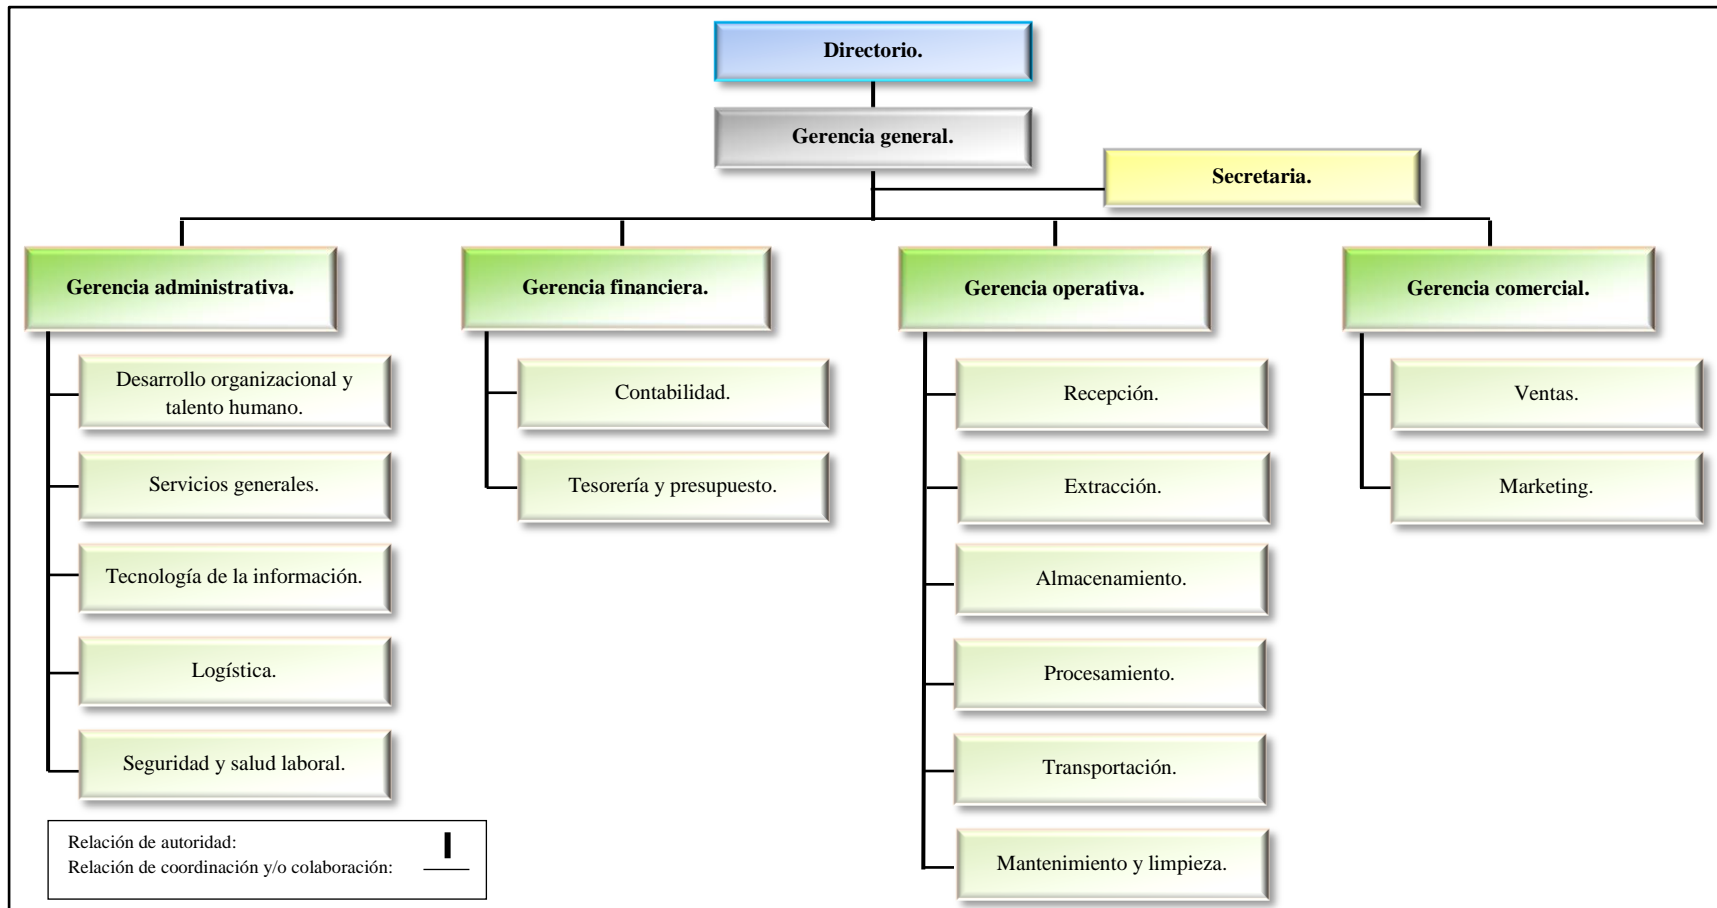 Directorio.
Gerencia general.
Secretaria.
Gerencia administrativa.
Gerencia financiera.
Gerencia operativa.
Gerencia comercial.
Desarrollo organizacional y
talento humano.
Servicios generales.
Tecnología de la información.
Logística.
Seguridad y salud laboral.
Contabilidad.
Tesorería y presupuesto.
Recepción.
Extracción.
Almacenamiento.
Procesamiento.
Transportación.
Mantenimiento y limpieza.
Ventas.
Marketing.
Relación de autoridad:
Relación de coordinación y/o colaboración: